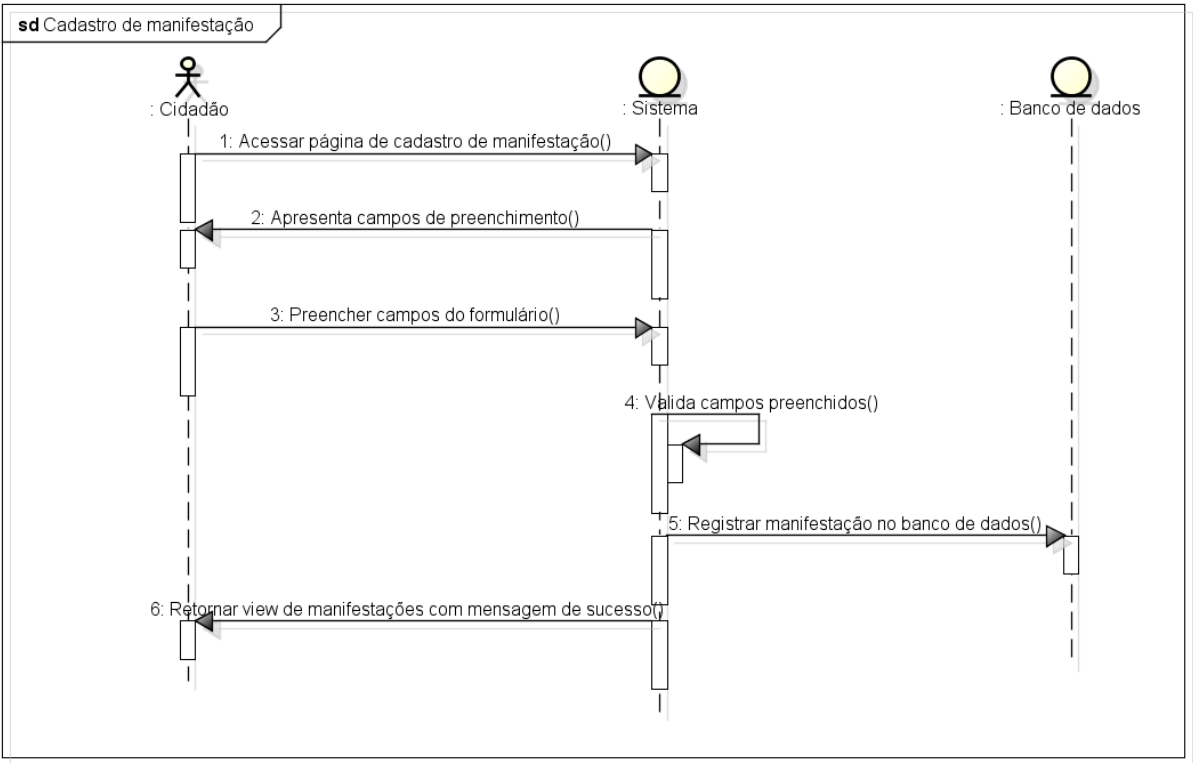 sd Cadastro de manifestação
: Cidadão
: Sistema
: Banco de dados
1: Acessar página de cadastro de manifestação()
2: Apresenta campos de preenchimento()
3: Preencher campos do formulário()
4: Valida campos preenchidos()
5: Registrar manifestação no banco de dados()
6: Retornar view de manifestações com mensagem de sucesso()